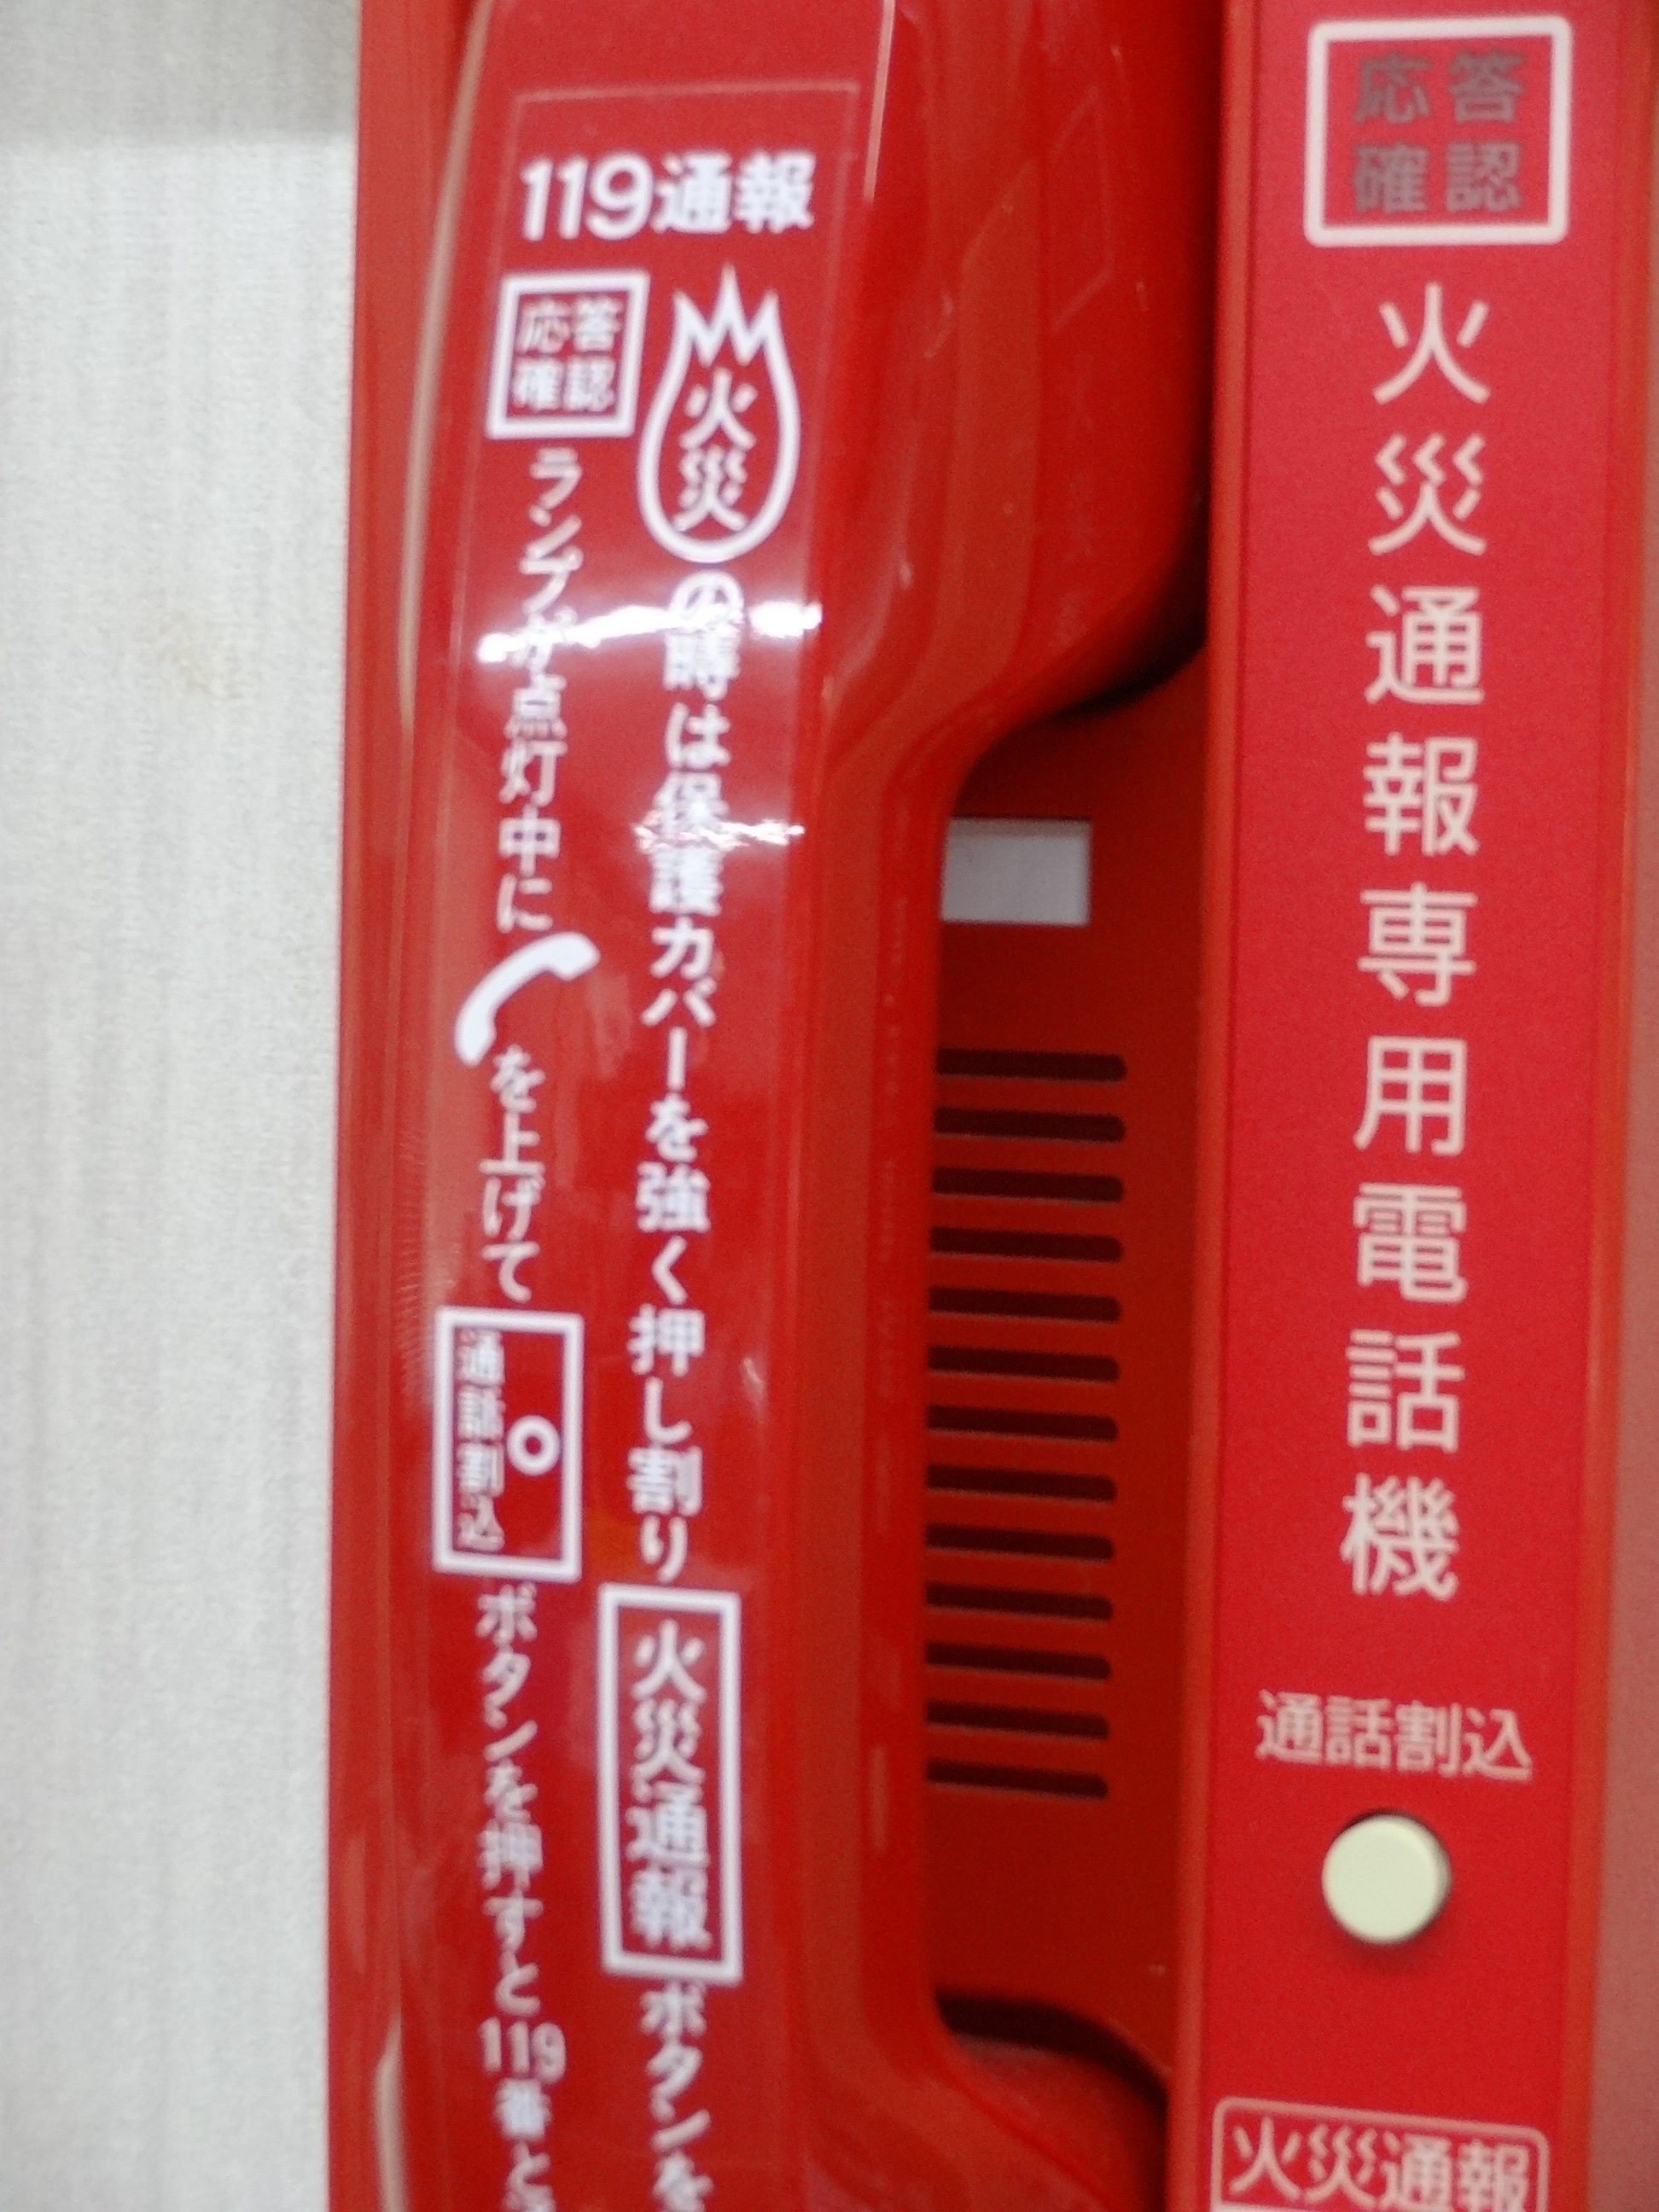 119通報
火災の時は保護カバーを強く押し割り火災通報ボタンを
応答
確認
ランプが点灯中にを上げて通話割込ボタンを押すと119番と
応答
確認
火災通報専用電話機
通話割込
火災通報